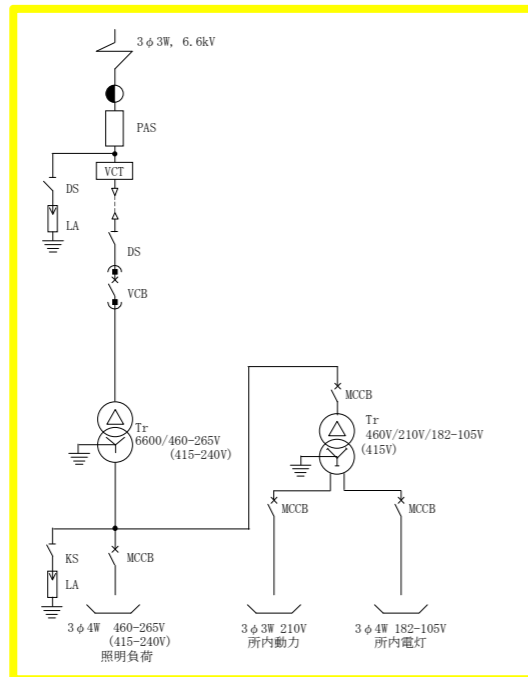 3φ3W, 6.6kV
PAS
VCT
DS
LA
DS
VCB
MCCB
Tr
6600/460-265V
(415-240V)
Tr
460V/210V/182-105V
(415V)
MCCB
MCCB
KS
MCCB
LA
3φ4W 460-265V
(415-240V)
照明負荷
3φ3W 210V
所内動力
3φ4W 182-105V
所内電灯